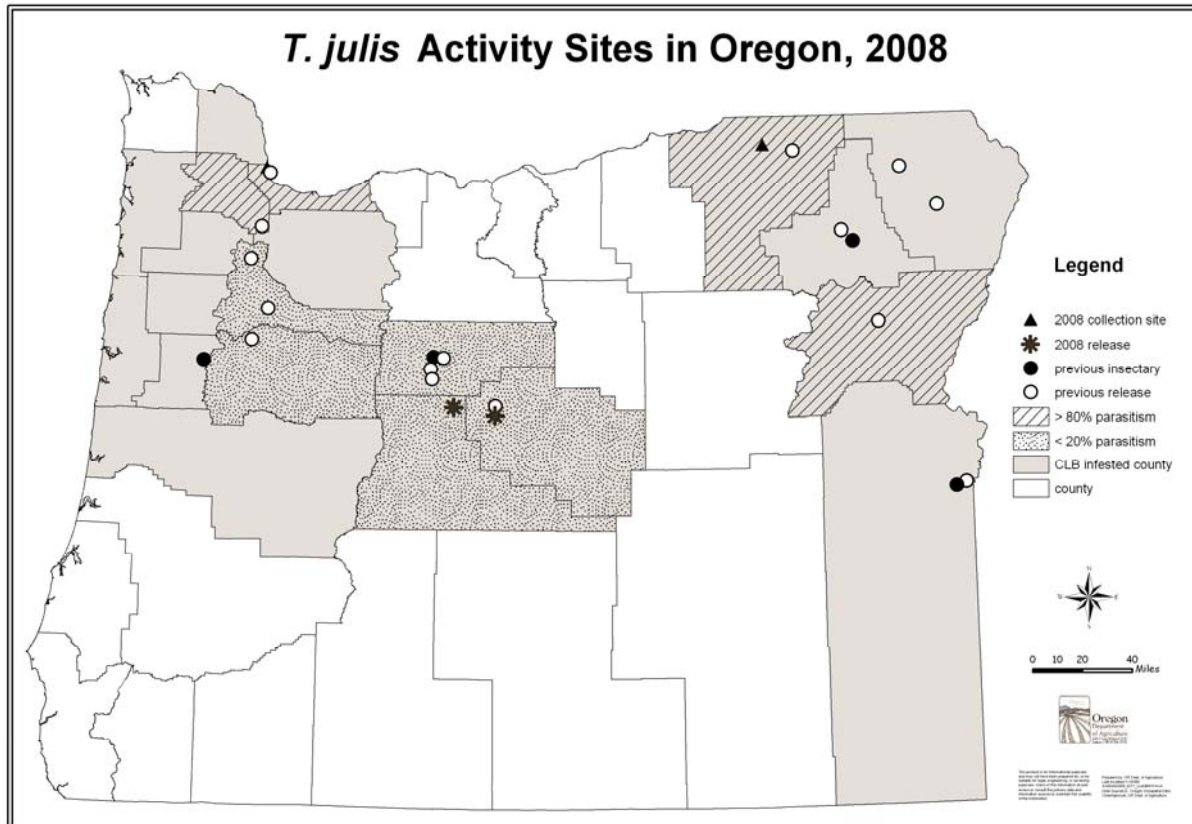 T. julis Activity Sites in Oregon, 2008
Legend
2008 collection site
2008 release
previous insectary
previous release
> 80% parasitism
< 20% parasitism
CLB infested county
county
N
W E
S
0 10 20 40
Miles
Oregon
Department
of Agriculture